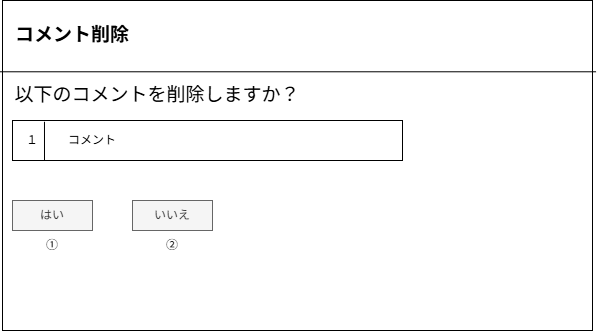 コメント削除
以下のコメントを削除しますか？
1 コメント
はい いいえ
① ②